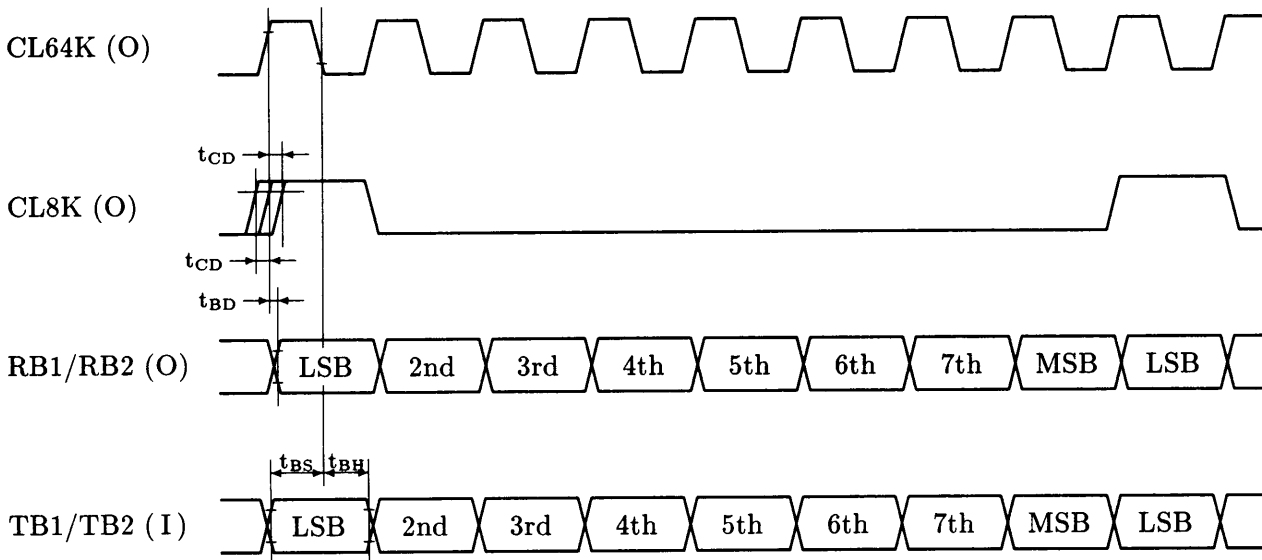 CL64K (O)
tCD
CL8K (O)
tCD
tBD
RB1/RB2 (O) LSB 2nd 3rd 4th 5th 6th 7th MSB LSB
tBS tBH
TB1/TB2 (I) LSB 2nd 3rd 4th 5th 6th 7th MSB LSB